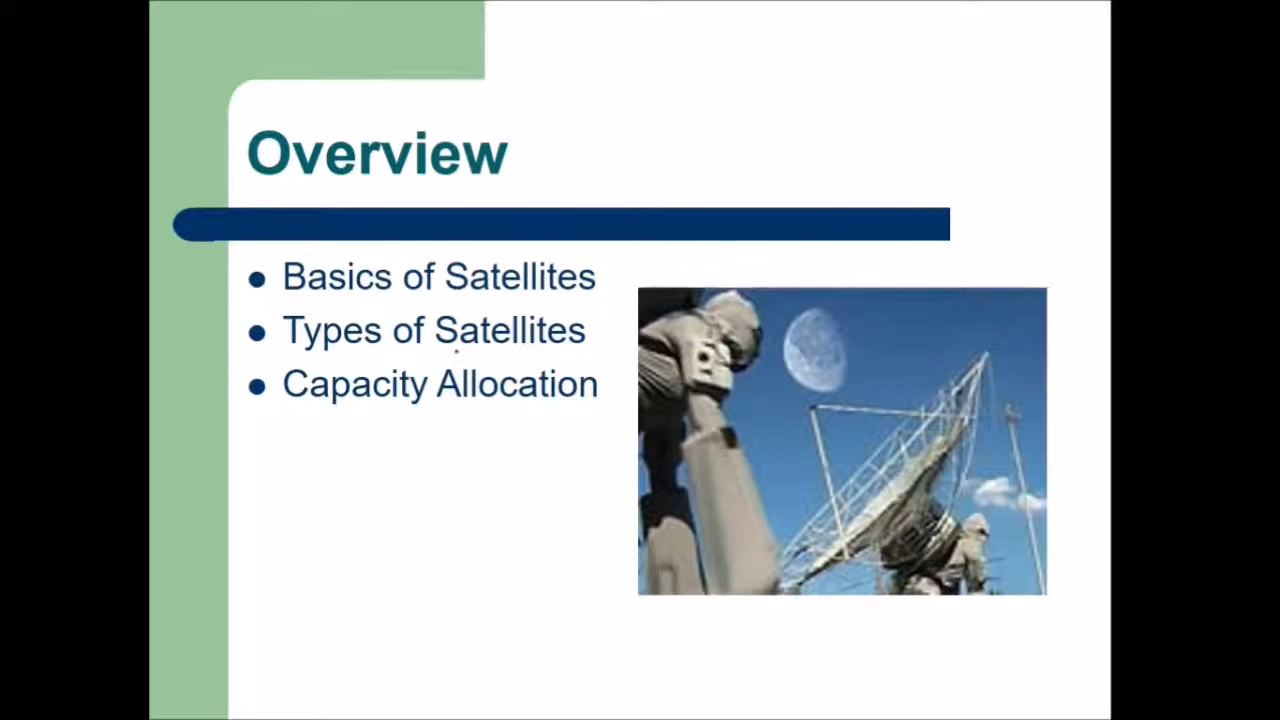 Overview
Basics of Satellites
Types of Satellites
Capacity Allocation